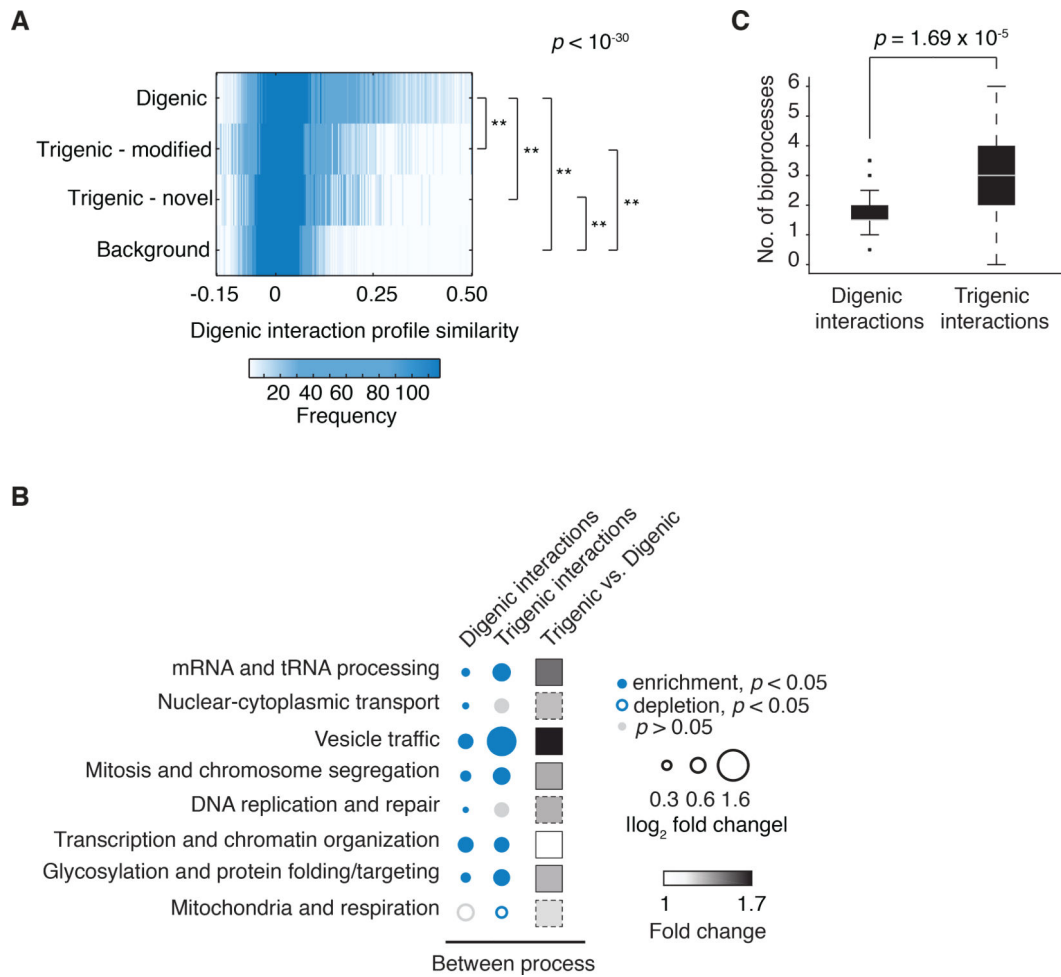 A
p < 10-30
Digenic
Trigenic - modified
Trigenic - novel
Background
**
**
**
**
**
-0.15 0 0.25 0.50
Digenic interaction profile similarity
20 40 60 80 100
Frequency
C
p = 1.69 x 10-5
No. of bioprocesses
6
5
4
3
2
1
0
Digenic
interactions
Trigenic
interactions
B
Digenic interactions
Trigenic interactions
Trigenic vs. Digenic
mRNA and tRNA processing
Nuclear-cytoplasmic transport
Vesicle traffic
Mitosis and chromosome segregation
DNA replication and repair
Transcription and chromatin organization
Glycosylation and protein folding/targeting
Mitochondria and respiration
Between process
enrichment, p < 0.05
depletion, p < 0.05
p > 0.05
0.3 0.6 1.6
llog2 fold changel
1 1.7
Fold change